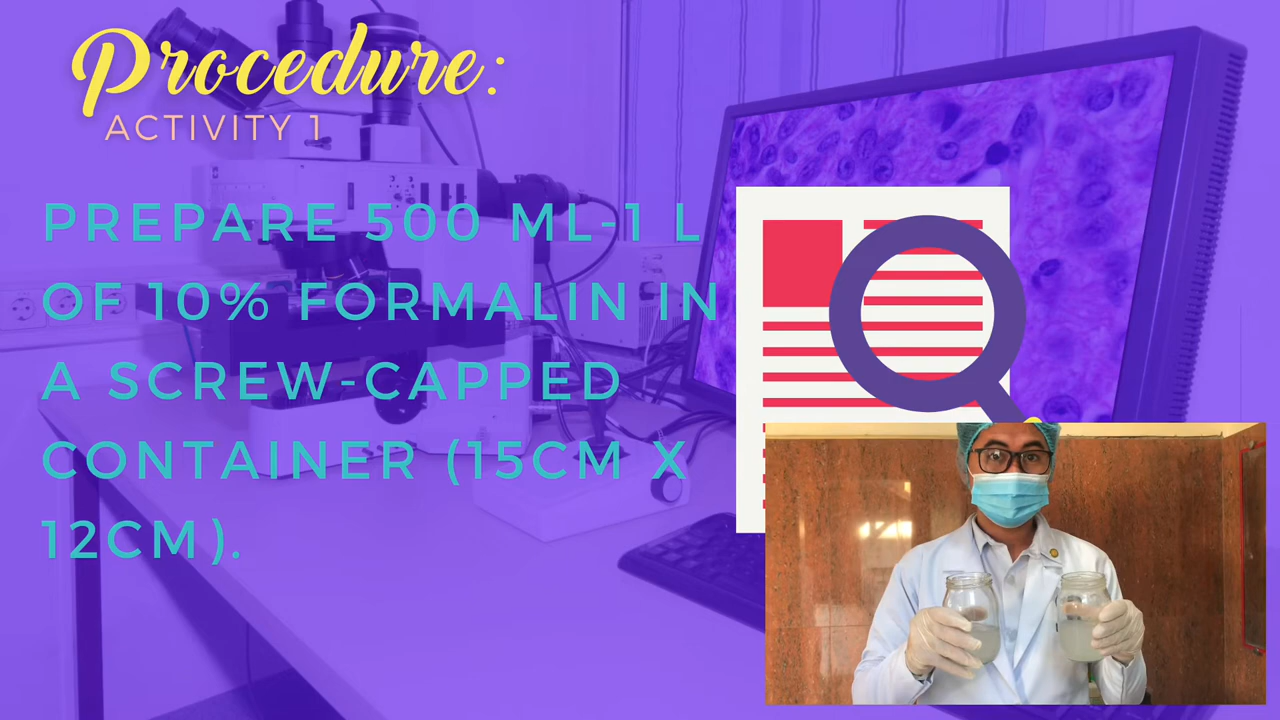 Procedure:
ACTIVITY 1
PREPARE 500 ML-1 L
OF 10% FORMALIN IN
A SCREW-CAPPED
CONTAINER (15CM X
12CM).